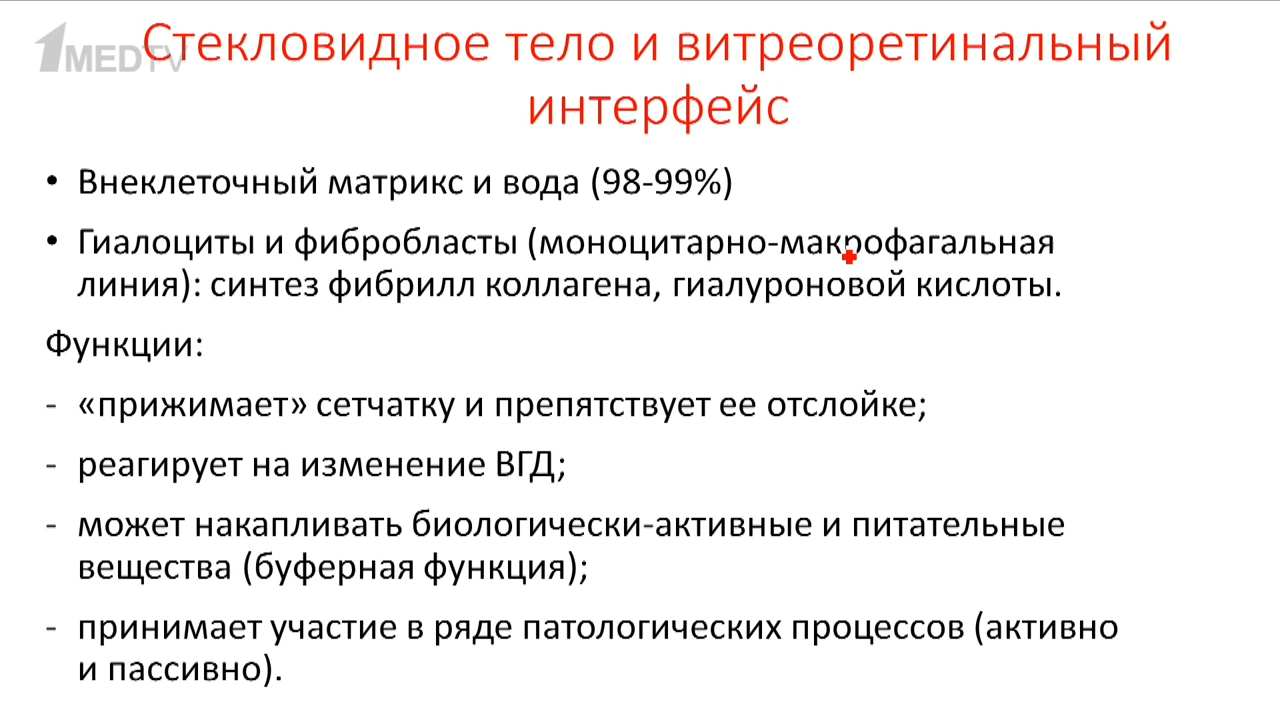 1MEDTV
Стекловидное тело и витреоретинальный
интерфейс
• Внеклеточный матрикс и вода (98-99%)
• Гиалоциты и фибробласты (моноцитарно-макрофагальная
линия): синтез фибрилл коллагена, гиалуроновой кислоты.
Функции:
- «прижимает» сетчатку и препятствует ее отслойке;
- реагирует на изменение ВГД;
- может накапливать биологически-активные и питательные
вещества (буферная функция);
- принимает участие в ряде патологических процессов (активно
и пассивно).